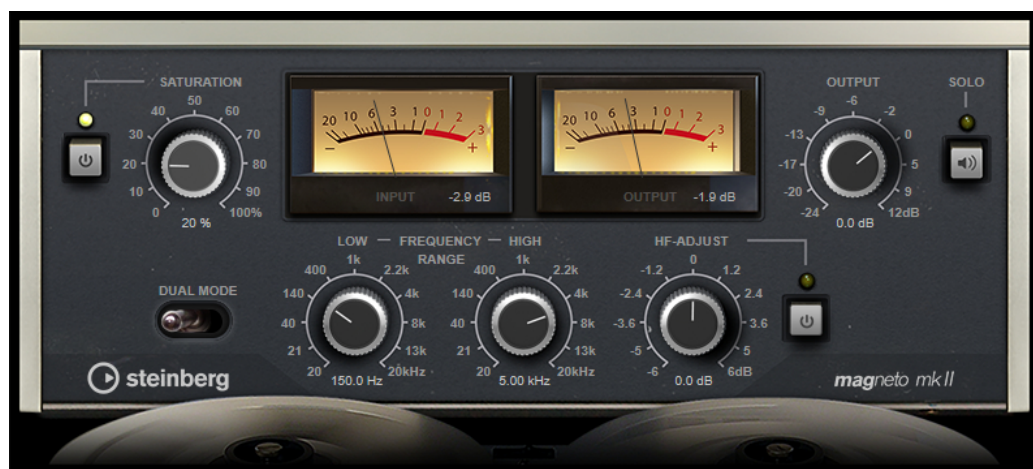 SATURATION
0
10
20
30
40
50
60
70
80
90
100%
20 %
20 10 6 3 1 0 1 2 3
- +
INPUT -2.9 dB
20 10 6 3 1 0 1 2 3
- +
OUTPUT -1.9 dB
OUTPUT
-24
-20
-17
-13
-9
-6
-2
0
5
9
12dB
0.0 dB
SOLO
DUAL MODE
LOW FREQUENCY HIGH
RANGE
20
21
40
140
400
1k
2.2k
4k
8k
13k
20kHz
150.0 Hz
20
21
40
140
400
1k
2.2k
4k
8k
13k
20kHz
5.00 kHz
HF-ADJUST
-6
-5
-3.6
-2.4
-1.2
0
1.2
2.4
3.6
5
6dB
0.0 dB
steinberg
magneto mk II